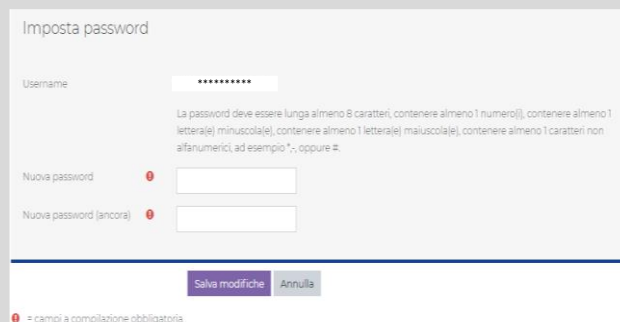 Imposta password
Username **********
La password deve essere lunga almeno 8 caratteri, contenere almeno 1 numero(i), contenere almeno 1
lettera(e) minuscola(e), contenere almeno 1 lettera(e) maiuscola(e), contenere almeno 1 caratteri non
alfanumerici, ad esempio *,-, oppure #.
Nuova password
Nuova password (ancora)
Salva modifiche Annulla
= campi a compilazione obbligatoria